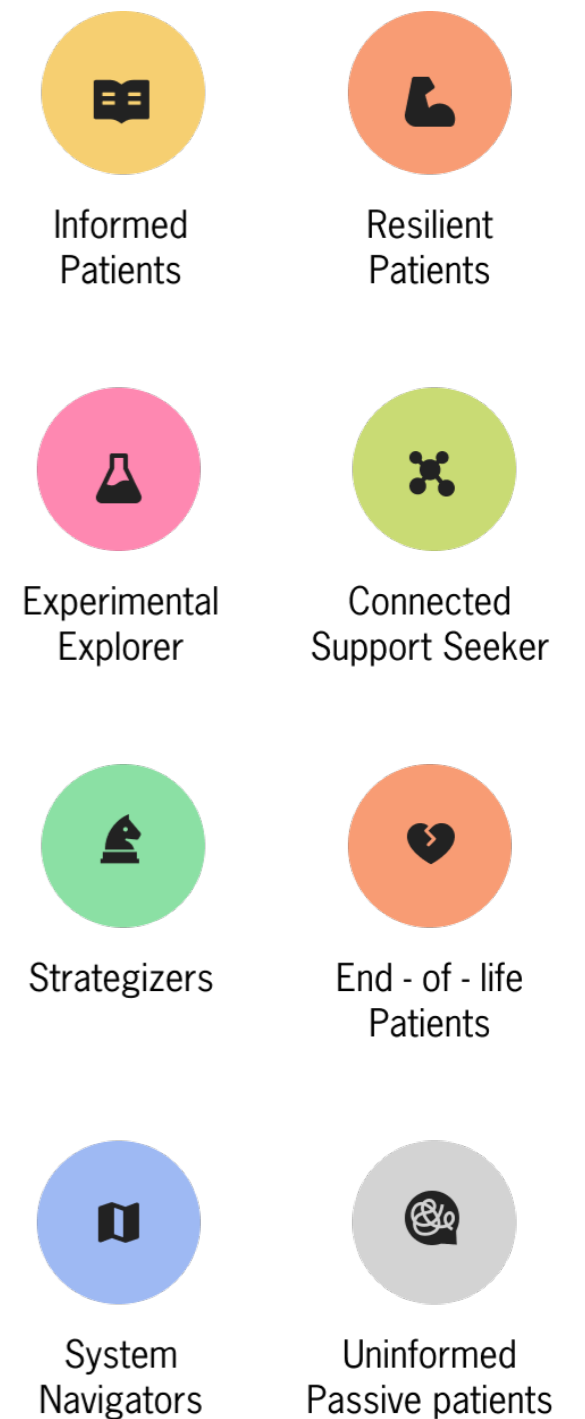 Informed
Patients
Resilient
Patients
Experimental
Explorer
Connected
Support Seeker
Strategizers
End - of - life
Patients
System
Navigators
Uninformed
Passive patients